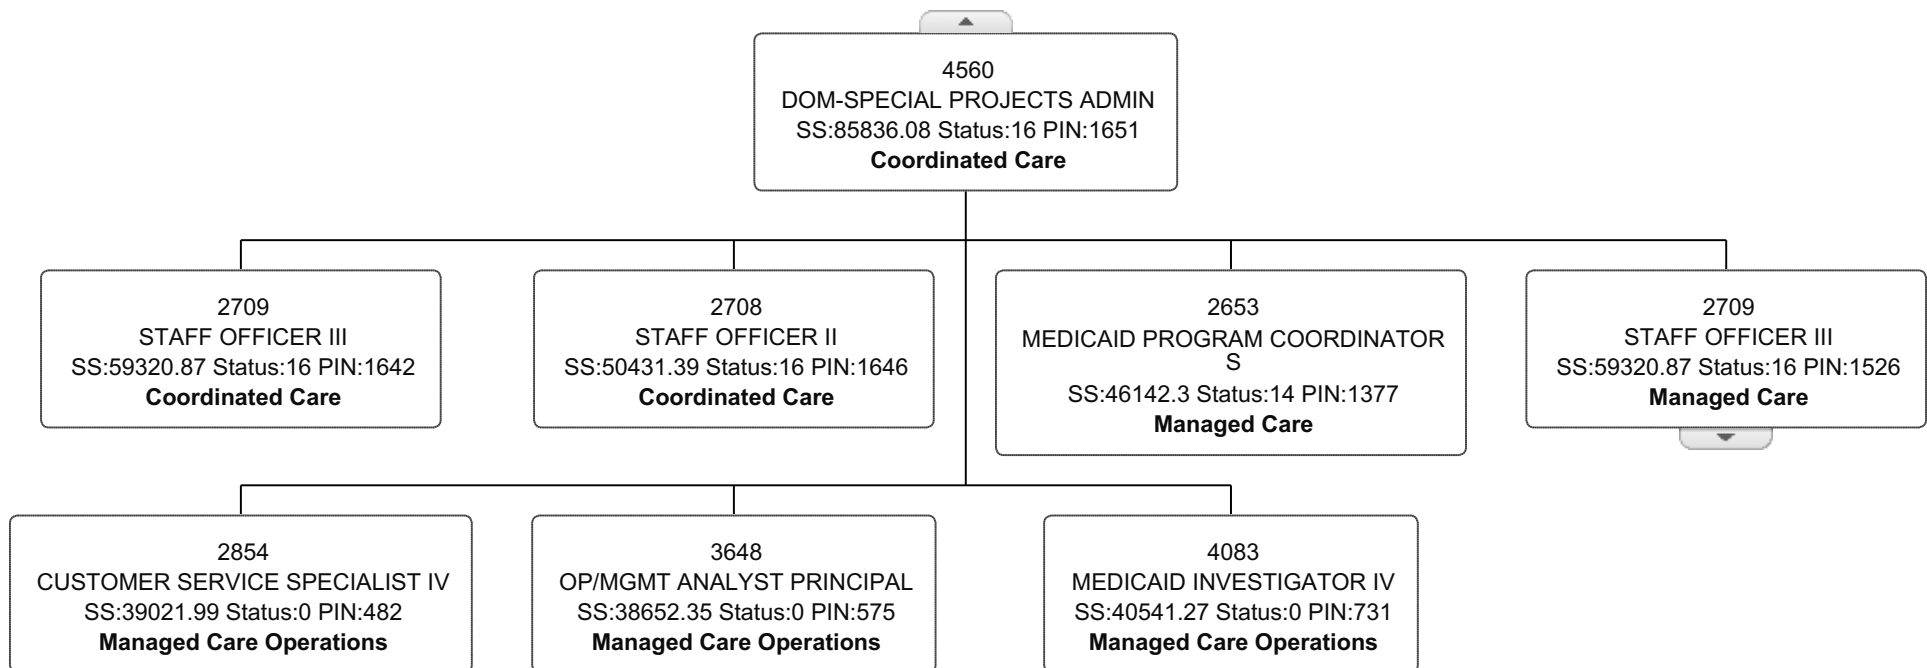 4560
DOM-SPECIAL PROJECTS ADMIN
SS:85836.08 Status:16 PIN:1651
Coordinated Care
2709
STAFF OFFICER III
SS:59320.87 Status:16 PIN:1642
Coordinated Care
2708
STAFF OFFICER II
SS:50431.39 Status:16 PIN:1646
Coordinated Care
2653
MEDICAID PROGRAM COORDINATOR
S
SS:46142.3 Status:14 PIN:1377
Managed Care
2709
STAFF OFFICER III
SS:59320.87 Status:16 PIN:1526
Managed Care
2854
CUSTOMER SERVICE SPECIALIST IV
SS:39021.99 Status:0 PIN:482
Managed Care Operations
3648
OP/MGMT ANALYST PRINCIPAL
SS:38652.35 Status:0 PIN:575
Managed Care Operations
4083
MEDICAID INVESTIGATOR IV
SS:40541.27 Status:0 PIN:731
Managed Care Operations